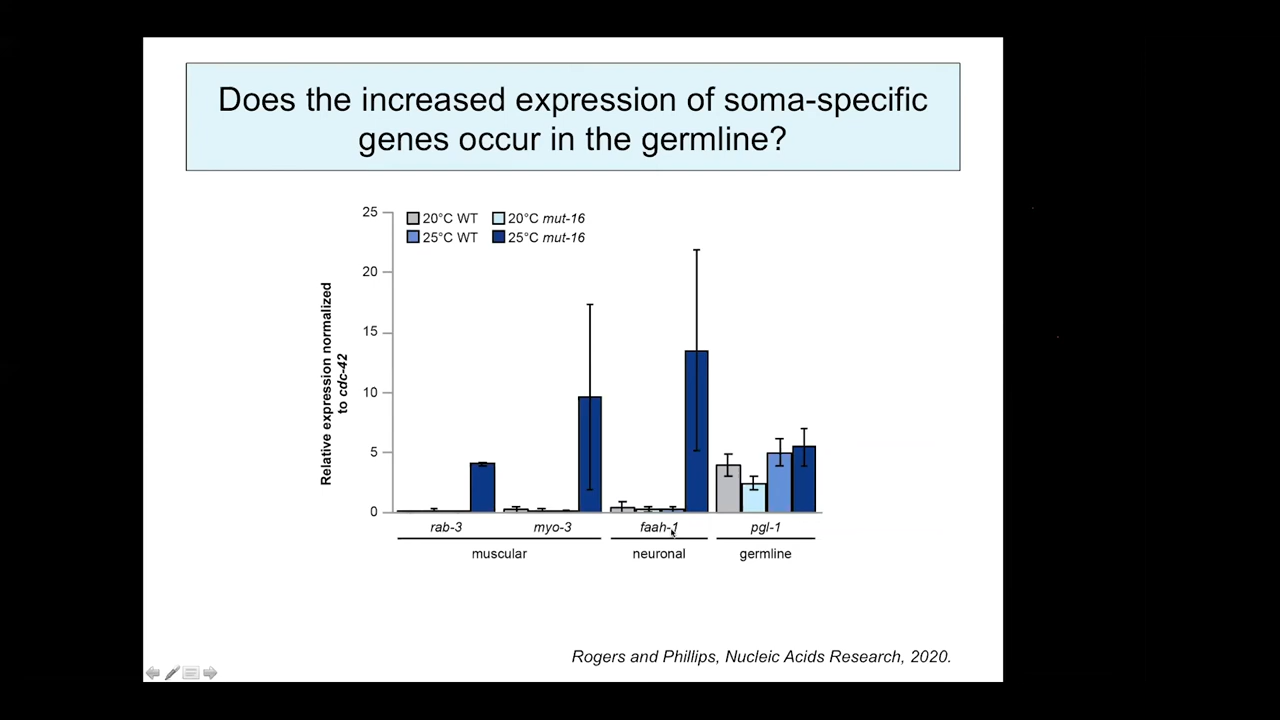 Does the increased expression of soma-specific
genes occur in the germline?
25
20°C WT 20°C mut-16
25°C WT 25°C mut-16
20
15
10
5
0
Relative expression normalized
to cdc-42
rab-3 myo-3 faah-1 pgl-1
muscular neuronal germline
Rogers and Phillips, Nucleic Acids Research, 2020.